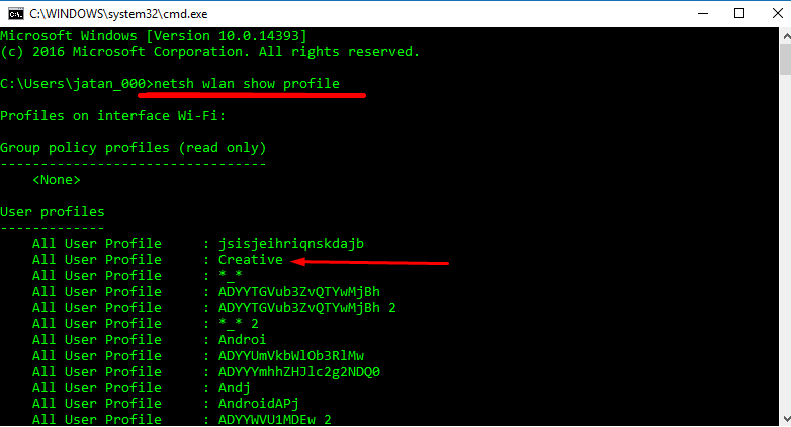 C:\WINDOWS\system32\cmd.exe
Microsoft Windows [Version 10.0.14393]
(c) 2016 Microsoft Corporation. All rights reserved.
C:\Users\jatan_000>netsh wlan show profile
Profiles on interface Wi-Fi:
Group policy profiles (read only)
---------------------------------
<None>
User profiles
-------------
All User Profile     : jsisjeihriqnskdajb
All User Profile     : Creative
All User Profile     : *_*
All User Profile     : ADYYTGVub3ZvQTYwMjBh
All User Profile     : ADYYTGVub3ZvQTYwMjBh 2
All User Profile     : *_* 2
All User Profile     : Androi
All User Profile     : ADYYUmVkbWlOb3RlMw
All User Profile     : ADYYYmhhZHJlc2g2NDQ0
All User Profile     : Andj
All User Profile     : AndroidAPj
All User Profile     : ADYYWVU1MDEw 2